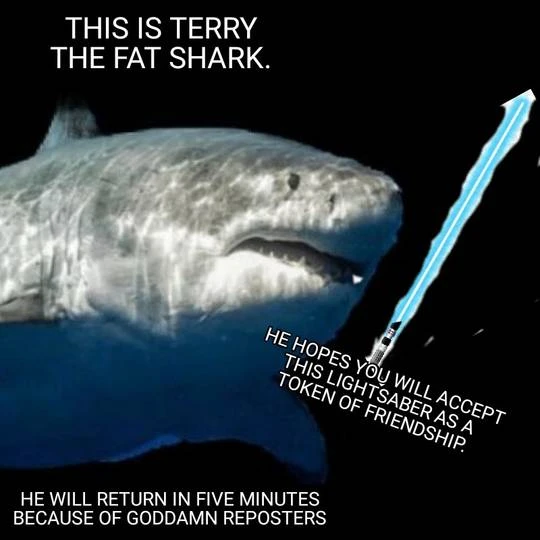 THIS IS TERRY
THE FAT SHARK.
HE HOPES YOU WILL ACCEPT
THIS LIGHTSABER AS A
TOKEN OF FRIENDSHIP.
HE WILL RETURN IN FIVE MINUTES
BECAUSE OF GODDAMN REPOSTERS